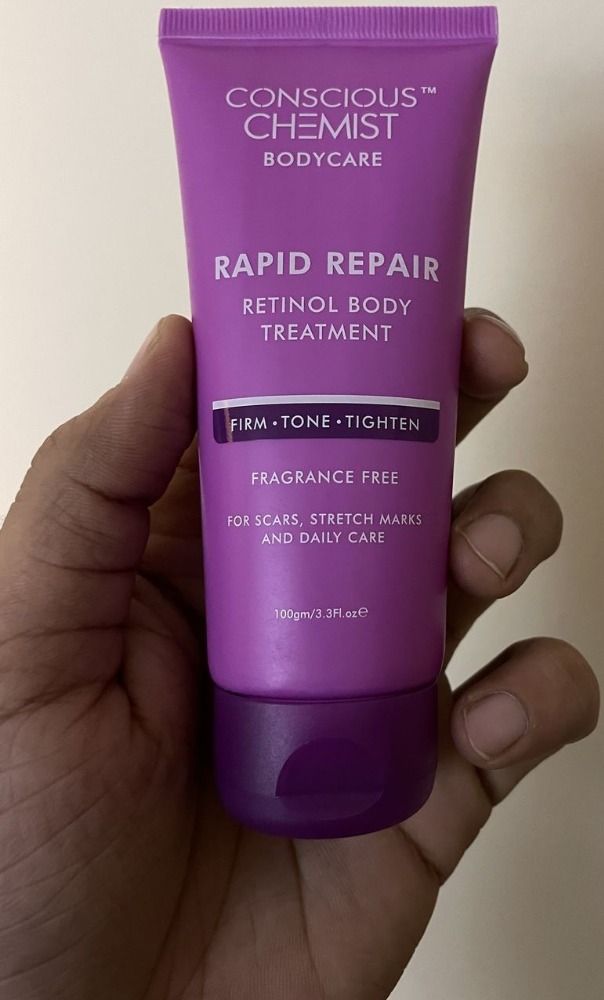 CONSCIOUS™
CHEMIST
BODYCARE
RAPID REPAIR
RETINOL BODY
TREATMENT
FIRM • TONE • TIGHTEN
FRAGRANCE FREE
FOR SCARS, STRETCH MARKS
AND DAILY CARE
100gm/3.3Fl.oz℮